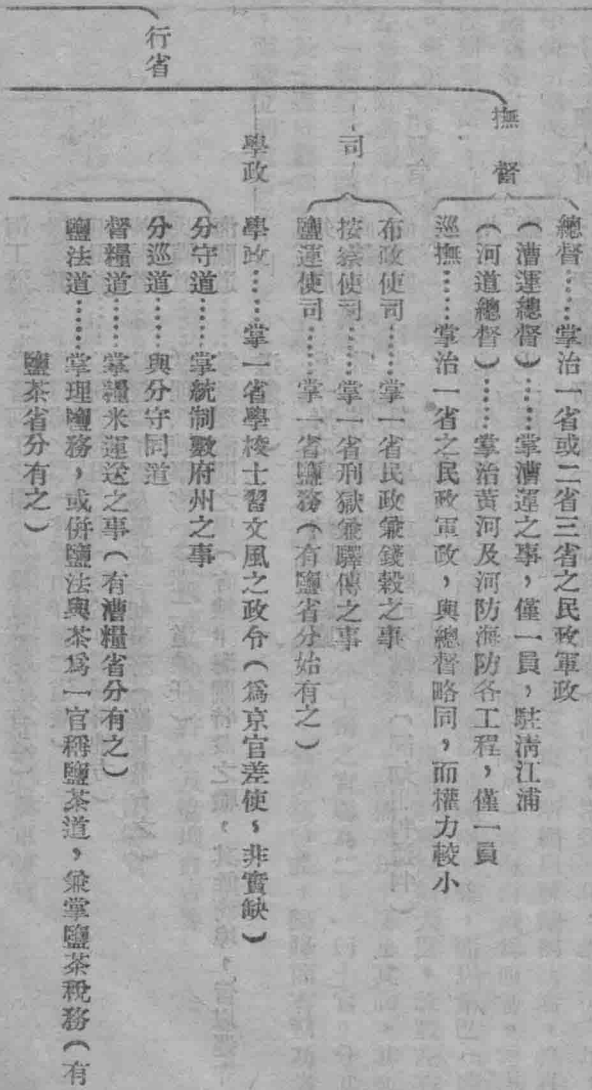 總督……掌治一省或二省三省之民政軍政
（漕運總督）……掌漕運之事，僅一員，駐淸江浦
（河道總督）……掌治黃河及河防海防各工程，僅一員
撫督
巡撫……掌治一省之民政軍政，與總督略同，而權力較小
行省
布政使司……掌一省民政兼錢穀之事
司
按察使司……掌一省刑獄兼驛傳之事
鹽運使司……掌一省鹽務（有鹽省分始有之）
學政
學政……掌一省學校士習文風之政令（爲京官差使，非實缺）
分守道……掌統制數府州之事
分巡道……與分守同道
督糧道……掌糧米運送之事（有漕糧省分有之）
鹽法道……掌理鹽務，或併鹽法與茶爲一官稱鹽茶道，兼掌鹽茶稅務（有
鹽茶省分有之）